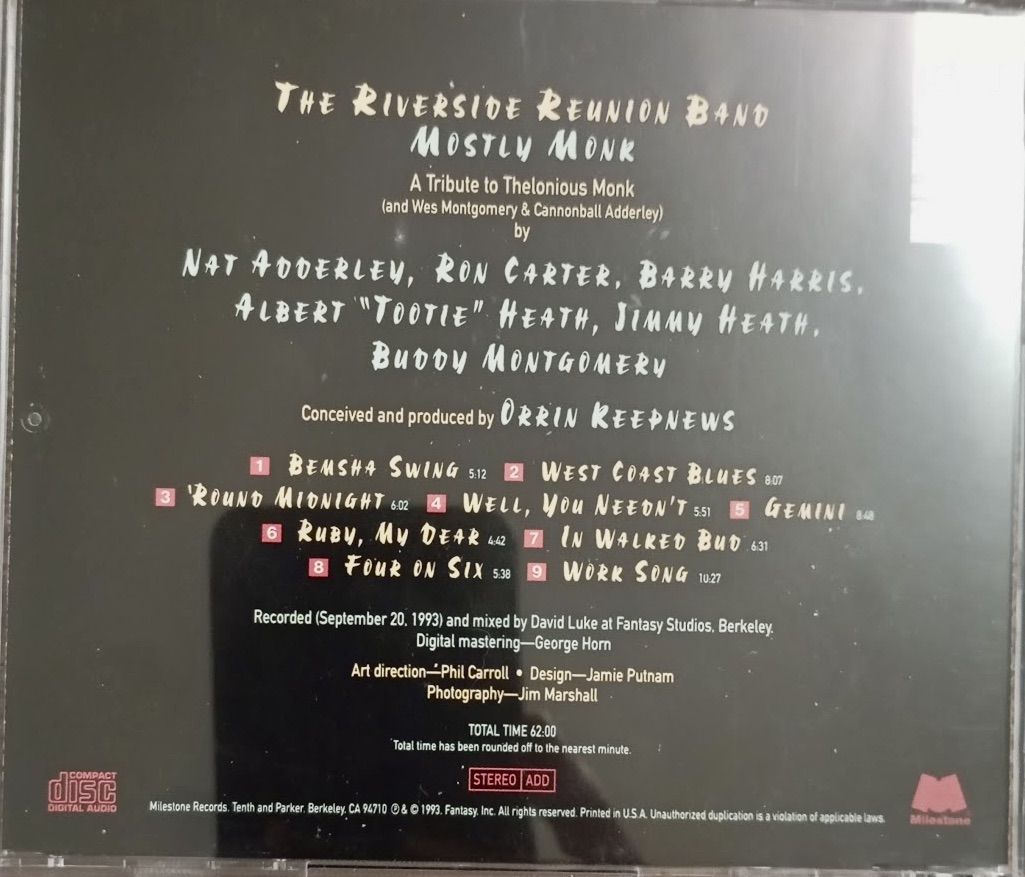 The Riverside Reunion Band
Mostly Monk
A Tribute to Thelonious Monk
(and Wes Montgomery & Cannonball Adderley)
by
Nat Adderley, Ron Carter, Barry Harris,
Albert "Tootie" Heath, Jimmy Heath,
Buddy Montgomery
Conceived and produced by Orrin Keepnews
1 Bemsha Swing 5:12 2 West Coast Blues 8:07
3 'Round Midnight 6:02 4 Well, You Needn't 5:51 5 Gemini 8:48
6 Ruby, My Dear 4:42 7 In Walked Bud 6:31
8 Four on Six 5:38 9 Work Song 10:27
Recorded (September 20, 1993) and mixed by David Luke at Fantasy Studios, Berkeley.
Digital mastering—George Horn
Art direction—Phil Carroll • Design—Jamie Putnam
Photography—Jim Marshall
TOTAL TIME 62:00
Total time has been rounded off to the nearest minute.
STEREO ADD
COMPACT
disc
DIGITAL AUDIO
Milestone Records, Tenth and Parker, Berkeley, CA 94710 ℗ & © 1993, Fantasy, Inc. All rights reserved. Printed in U.S.A. Unauthorized duplication is a violation of applicable laws.
Milestone